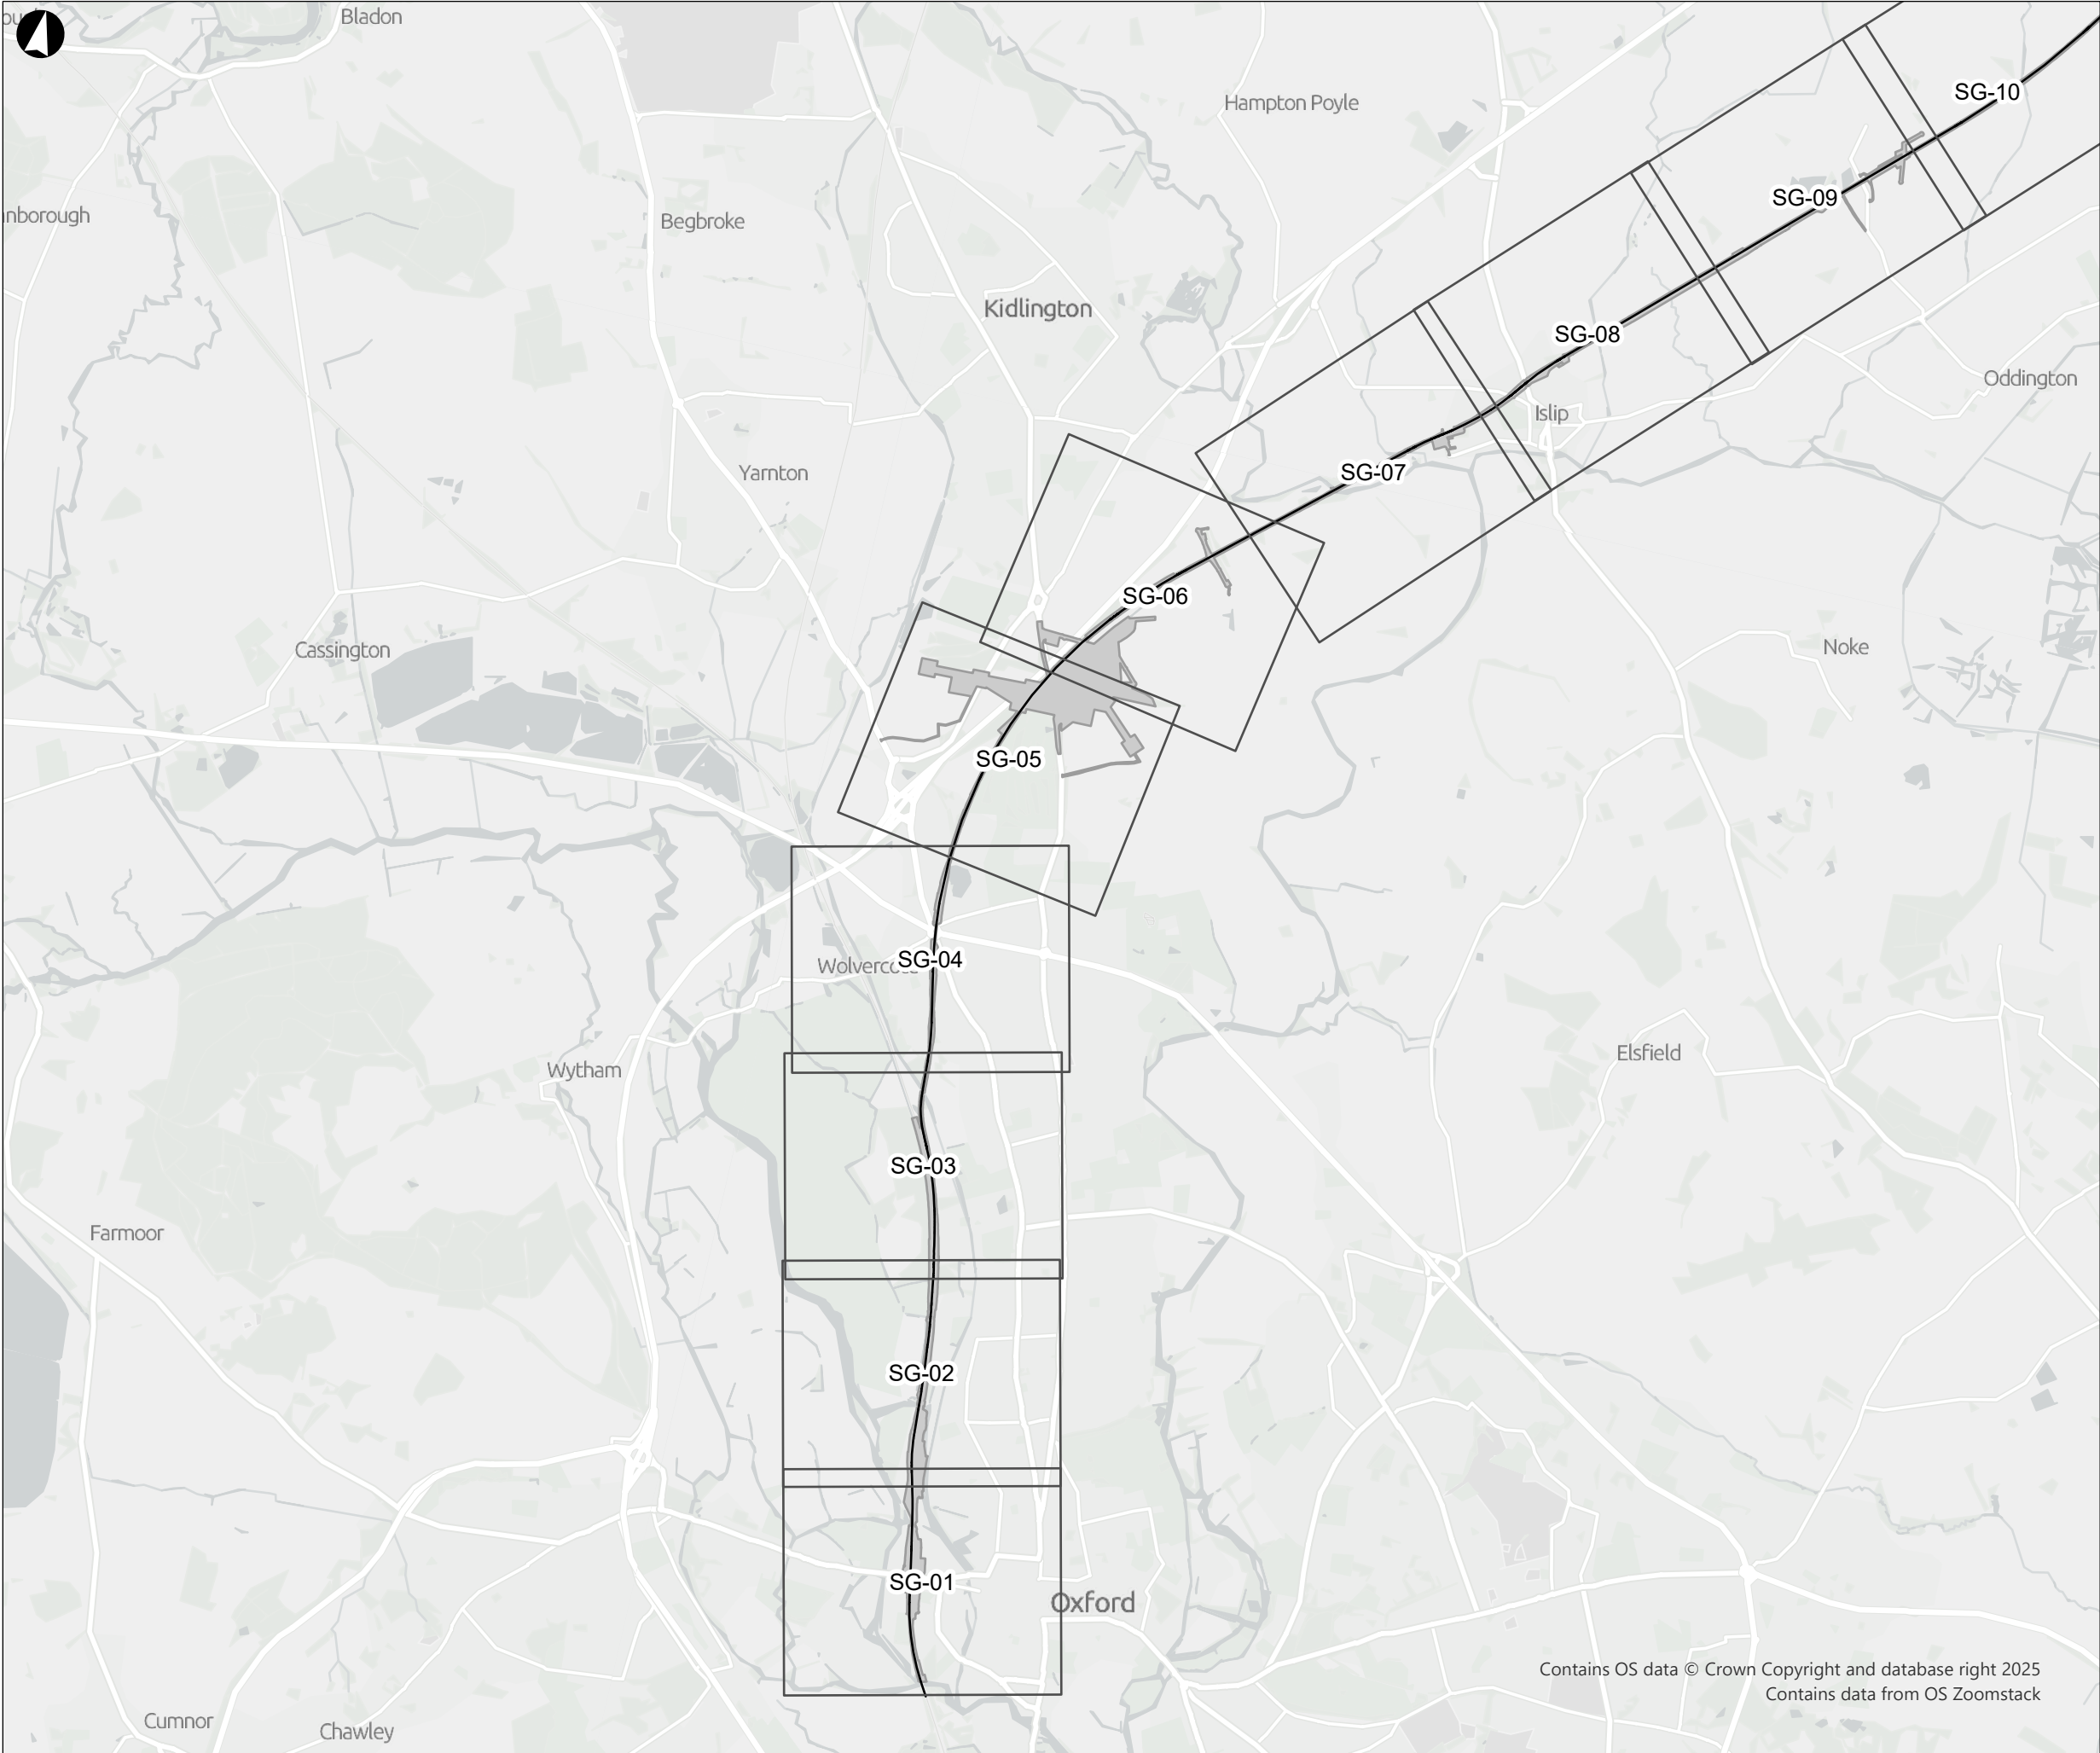 Bladon
Hampton Poyle
SG-10
SG-09
nborough
Begbroke
Kidlington
SG-08
Oddington
Islip
SG-07
Yarnton
SG-06
Cassington
Noke
SG-05
SG-04
Wolverco
Wytham
Elsfield
SG-03
Farmoor
SG-02
SG-01
Oxford
Contains OS data © Crown Copyright and database right 2025
Contains data from OS Zoomstack
Cumnor
Chawley